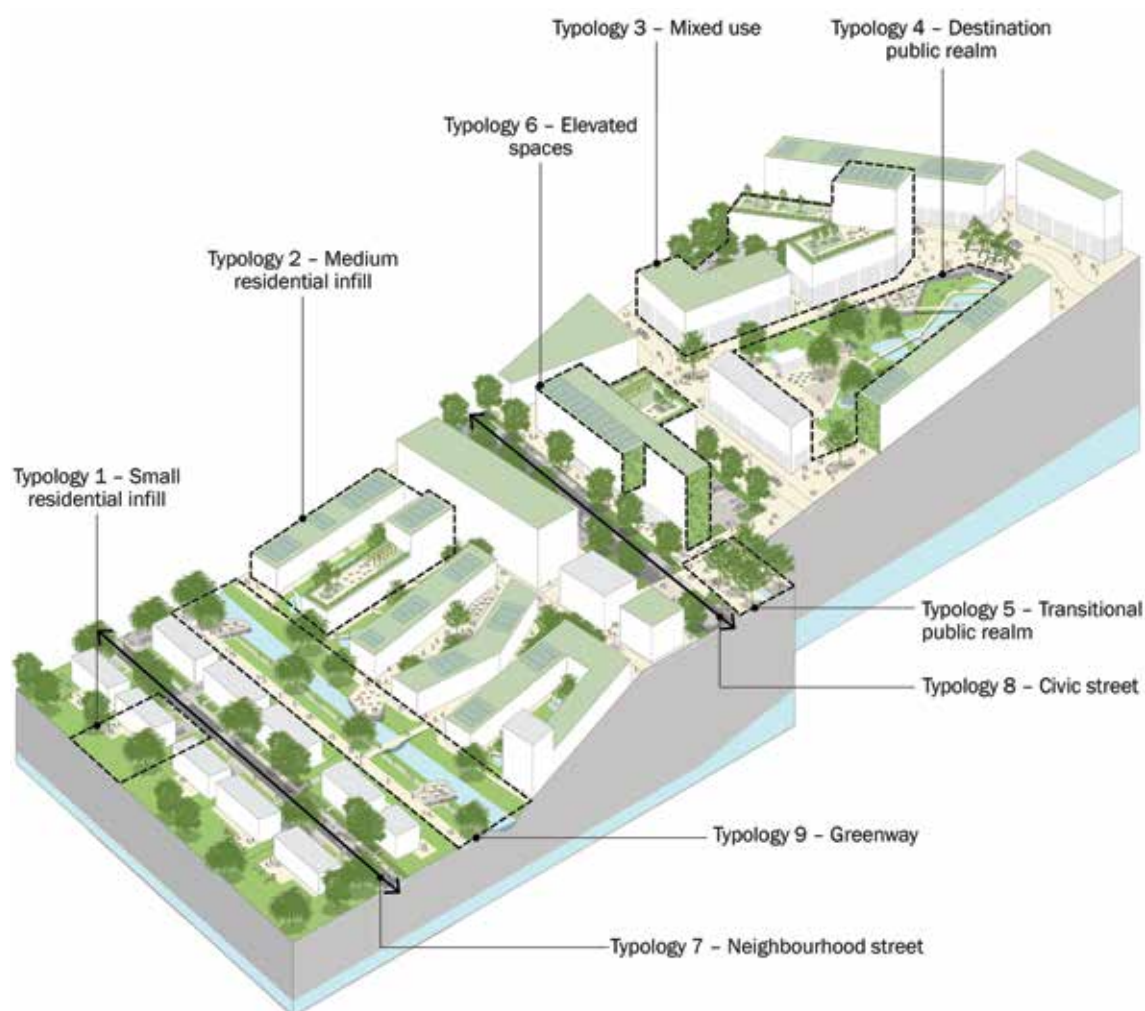 Typology 3 – Mixed use
Typology 4 – Destination
public realm
Typology 6 – Elevated
spaces
Typology 2 – Medium
residential infill
Typology 1 – Small
residential infill
Typology 5 – Transitional
public realm
Typology 8 – Civic street
Typology 9 – Greenway
Typology 7 – Neighbourhood street